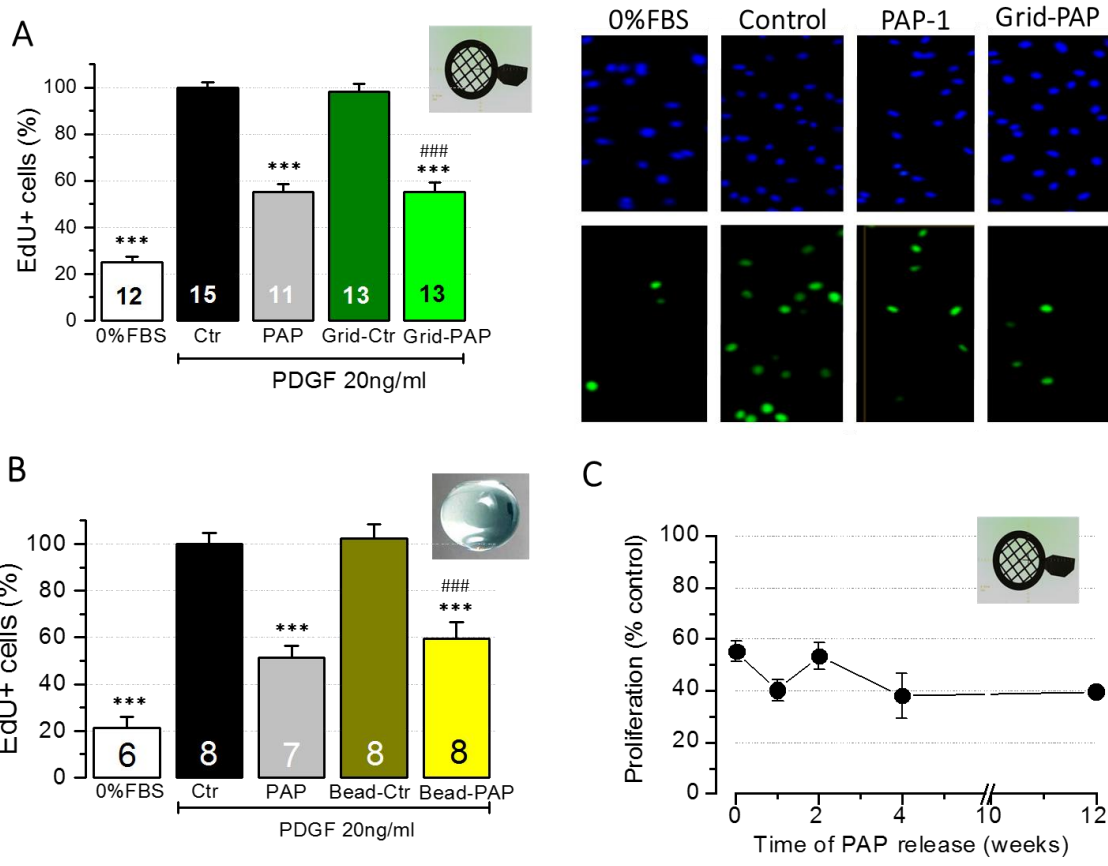 A
EdU+ cells (%)
100
80
60
40
20
0
***
***
###
***
12
15
11
13
13
0%FBS Ctr PAP Grid-Ctr Grid-PAP
PDGF 20ng/ml
0%FBS Control PAP-1 Grid-PAP
B
EdU+ cells (%)
100
80
60
40
20
0
***
***
###
***
6
8
7
8
8
0%FBS Ctr PAP Bead-Ctr Bead-PAP
PDGF 20ng/ml
C
Proliferation (% control)
100
80
60
40
20
0
0 2 4 10 12
Time of PAP release (weeks)